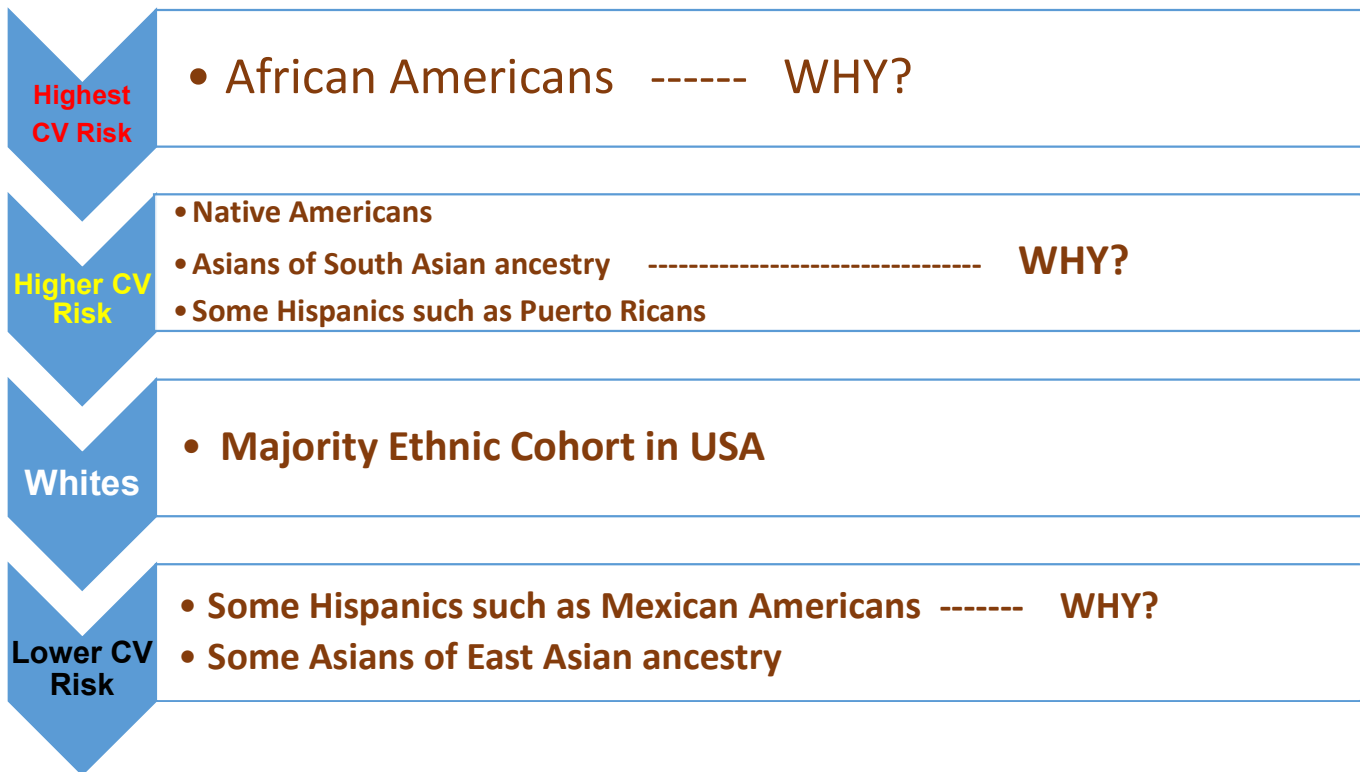 Highest
CV Risk
• African Americans ------ WHY?
Higher CV
Risk
• Native Americans
• Asians of South Asian ancestry --------------------------------- WHY?
• Some Hispanics such as Puerto Ricans
Whites
• Majority Ethnic Cohort in USA
Lower CV
Risk
• Some Hispanics such as Mexican Americans ------- WHY?
• Some Asians of East Asian ancestry